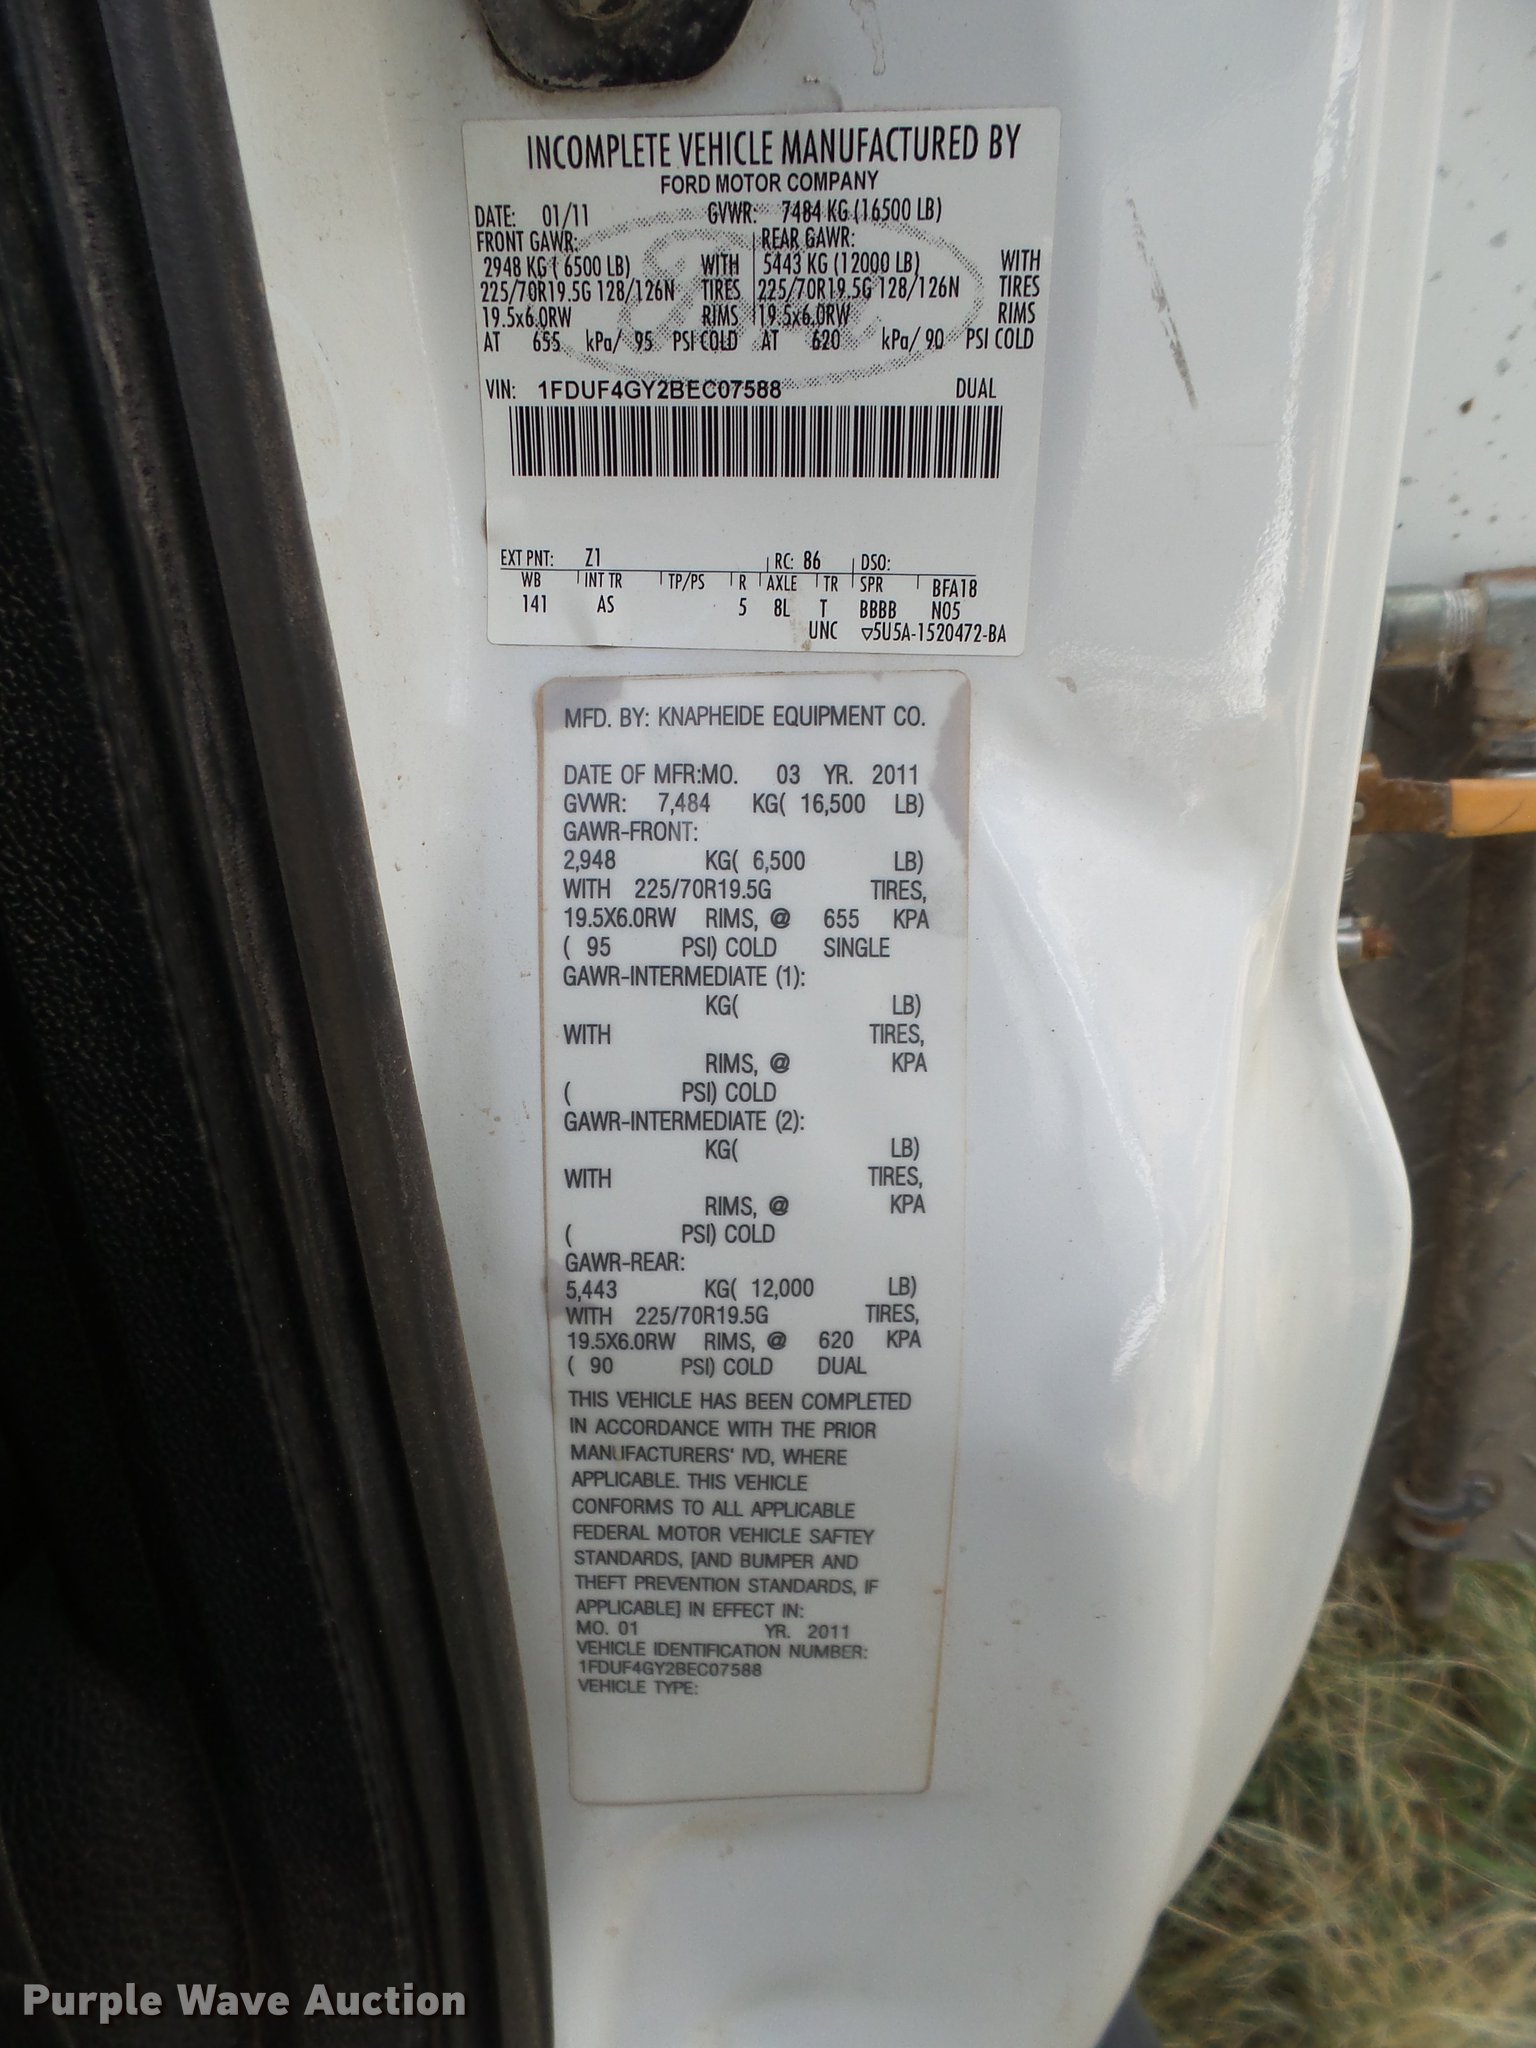 INCOMPLETE VEHICLE MANUFACTURED BY
FORD MOTOR COMPANY
DATE: 01/11 GVWR: 7484 KG (16500 LB)
FRONT GAWR: REAR GAWR:
2948 KG ( 6500 LB) WITH 5443 KG (12000 LB) WITH
225/70R19.5G 128/126N TIRES 225/70R19.5G 128/126N TIRES
19.5x6.0RW RIMS 19.5x6.0RW RIMS
AT 655 kPa/ 95 PSI COLD AT 620 kPa/ 90 PSI COLD
VIN: 1FDUF4GY2BEC07588 DUAL
EXT PNT: Z1 RC: 86 DSO:
WB INT TR TP/PS R AXLE TR SPR BFA18
141 AS 5 8L T BBBB N05
UNC ▽5U5A-1520472-BA
MFD. BY: KNAPHEIDE EQUIPMENT CO.
DATE OF MFR:MO. 03 YR. 2011
GVWR: 7,484 KG( 16,500 LB)
GAWR-FRONT:
2,948 KG( 6,500 LB)
WITH 225/70R19.5G TIRES,
19.5X6.0RW RIMS, @ 655 KPA
( 95 PSI) COLD SINGLE
GAWR-INTERMEDIATE (1):
KG( LB)
WITH TIRES,
RIMS, @ KPA
( PSI) COLD
GAWR-INTERMEDIATE (2):
KG( LB)
WITH TIRES,
RIMS, @ KPA
( PSI) COLD
GAWR-REAR:
5,443 KG( 12,000 LB)
WITH 225/70R19.5G TIRES,
19.5X6.0RW RIMS, @ 620 KPA
( 90 PSI) COLD DUAL
THIS VEHICLE HAS BEEN COMPLETED
IN ACCORDANCE WITH THE PRIOR
MANUFACTURERS' IVD, WHERE
APPLICABLE. THIS VEHICLE
CONFORMS TO ALL APPLICABLE
FEDERAL MOTOR VEHICLE SAFTEY
STANDARDS, [AND BUMPER AND
THEFT PREVENTION STANDARDS, IF
APPLICABLE] IN EFFECT IN:
MO. 01 YR. 2011
VEHICLE IDENTIFICATION NUMBER:
1FDUF4GY2BEC07588
VEHICLE TYPE:
Purple Wave Auction